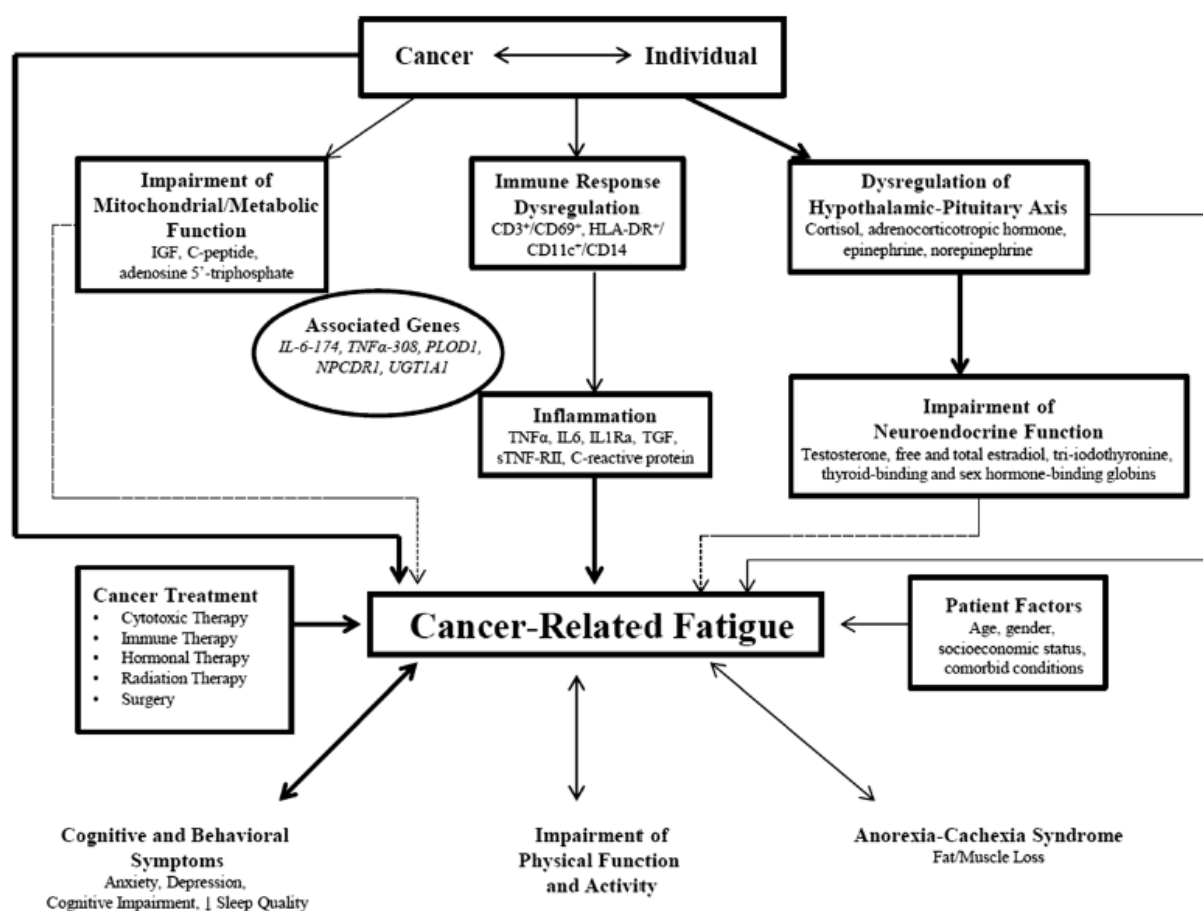 Cancer Individual
Impairment of
Mitochondrial/Metabolic
Function
IGF, C-peptide,
adenosine 5’-triphosphate
Immune Response
Dysregulation
CD3⁺/CD69⁺, HLA-DR⁺/
CD11c⁺/CD14
Dysregulation of
Hypothalamic-Pituitary Axis
Cortisol, adrenocorticotropic hormone,
epinephrine, norepinephrine
Associated Genes
IL-6-174, TNFα-308, PLOD1,
NPCDR1, UGT1A1
Inflammation
TNFα, IL6, IL1Ra, TGF,
sTNF-RII, C-reactive protein
Impairment of
Neuroendocrine Function
Testosterone, free and total estradiol, tri-iodothyronine,
thyroid-binding and sex hormone-binding globins
Cancer Treatment
• Cytotoxic Therapy
• Immune Therapy
• Hormonal Therapy
• Radiation Therapy
• Surgery
Cancer-Related Fatigue
Patient Factors
Age, gender,
socioeconomic status,
comorbid conditions
Cognitive and Behavioral
Symptoms
Anxiety, Depression,
Cognitive Impairment, ↓ Sleep Quality
Impairment of
Physical Function
and Activity
Anorexia-Cachexia Syndrome
Fat/Muscle Loss